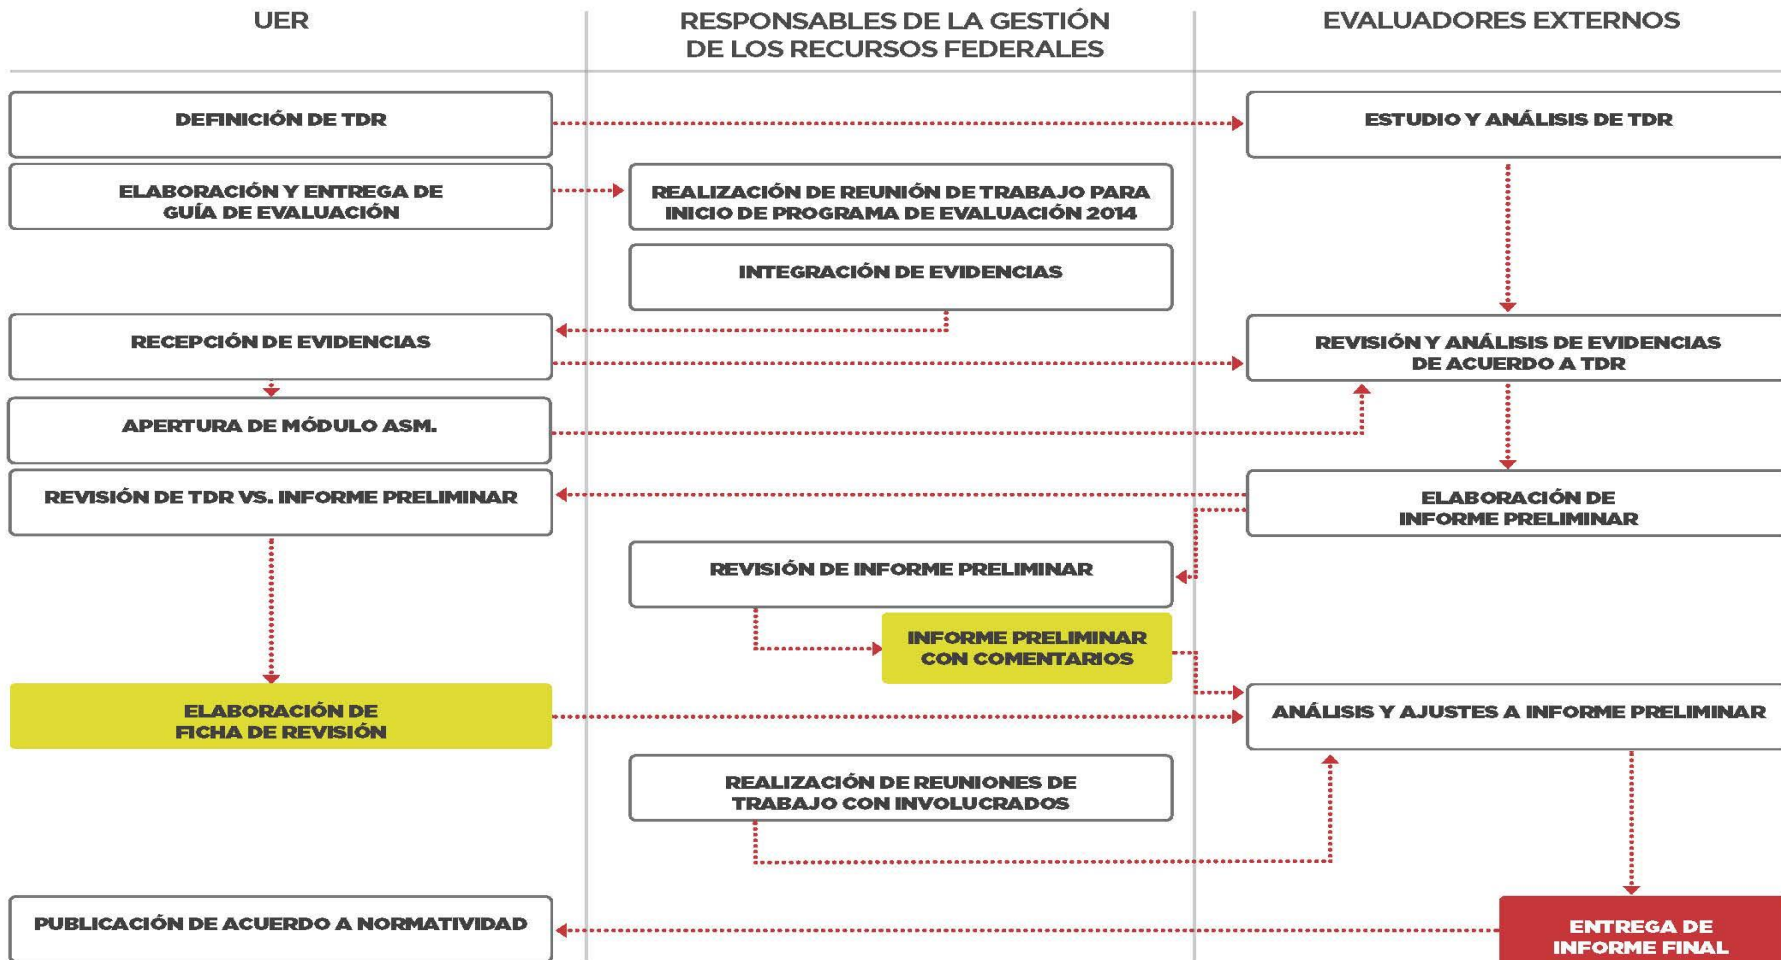 UER
RESPONSABLES DE LA GESTIÓN
DE LOS RECURSOS FEDERALES
EVALUADORES EXTERNOS
DEFINICIÓN DE TDR
ESTUDIO Y ANÁLISIS DE TDR
ELABORACIÓN Y ENTREGA DE
GUÍA DE EVALUACIÓN
REALIZACIÓN DE REUNIÓN DE TRABAJO PARA
INICIO DE PROGRAMA DE EVALUACIÓN 2014
INTEGRACIÓN DE EVIDENCIAS
RECEPCIÓN DE EVIDENCIAS
REVISIÓN Y ANÁLISIS DE EVIDENCIAS
DE ACUERDO A TDR
APERTURA DE MÓDULO ASM.
REVISIÓN DE TDR VS. INFORME PRELIMINAR
ELABORACIÓN DE
INFORME PRELIMINAR
REVISIÓN DE INFORME PRELIMINAR
INFORME PRELIMINAR
CON COMENTARIOS
ELABORACIÓN DE
FICHA DE REVISIÓN
ANÁLISIS Y AJUSTES A INFORME PRELIMINAR
REALIZACIÓN DE REUNIONES DE
TRABAJO CON INVOLUCRADOS
PUBLICACIÓN DE ACUERDO A NORMATIVIDAD
ENTREGA DE
INFORME FINAL